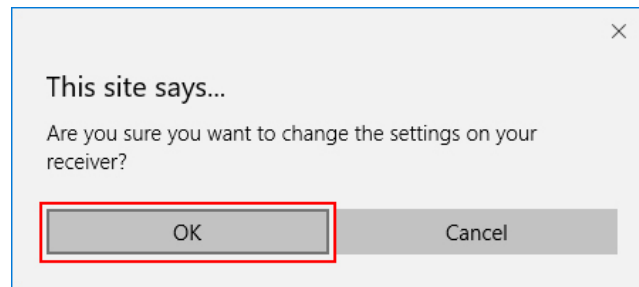 This site says...
Are you sure you want to change the settings on your
receiver?
OK
Cancel